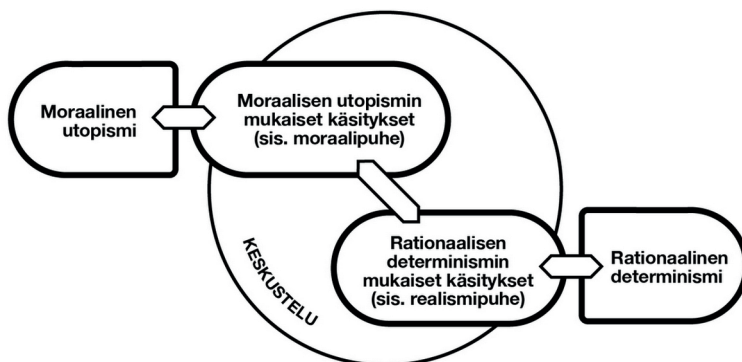 Moraalinen
utopismi
Moraalisen utopismin
mukaiset käsitykset
(sis. moraalipuhe)
KESKUSTELU
Rationaalisen
determinismin
mukaiset käsitykset
(sis. realismipuhe)
Rationaalinen
determinismi